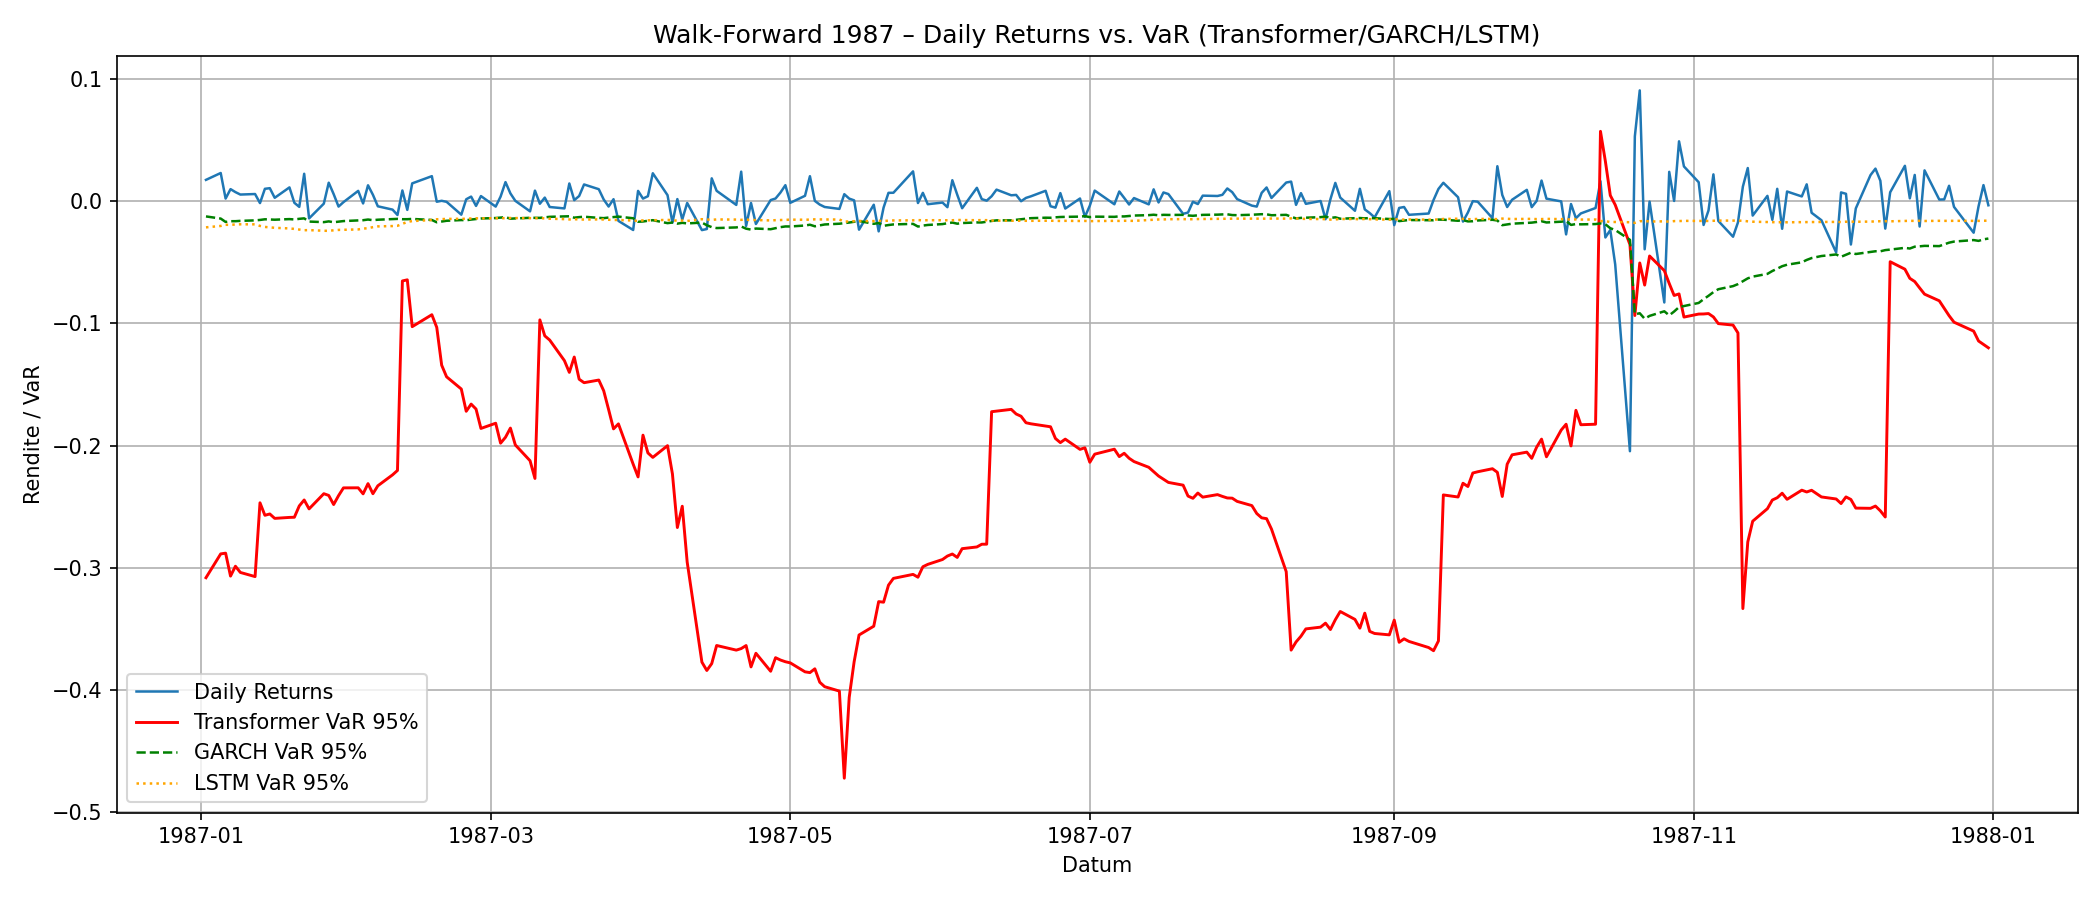 Walk-Forward 1987 – Daily Returns vs. VaR (Transformer/GARCH/LSTM)
Rendite / VaR
0.1
0.0
−0.1
−0.2
−0.3
−0.4
−0.5
Daily Returns
Transformer VaR 95%
GARCH VaR 95%
LSTM VaR 95%
1987-01
1987-03
1987-05
1987-07
1987-09
1987-11
1988-01
Datum